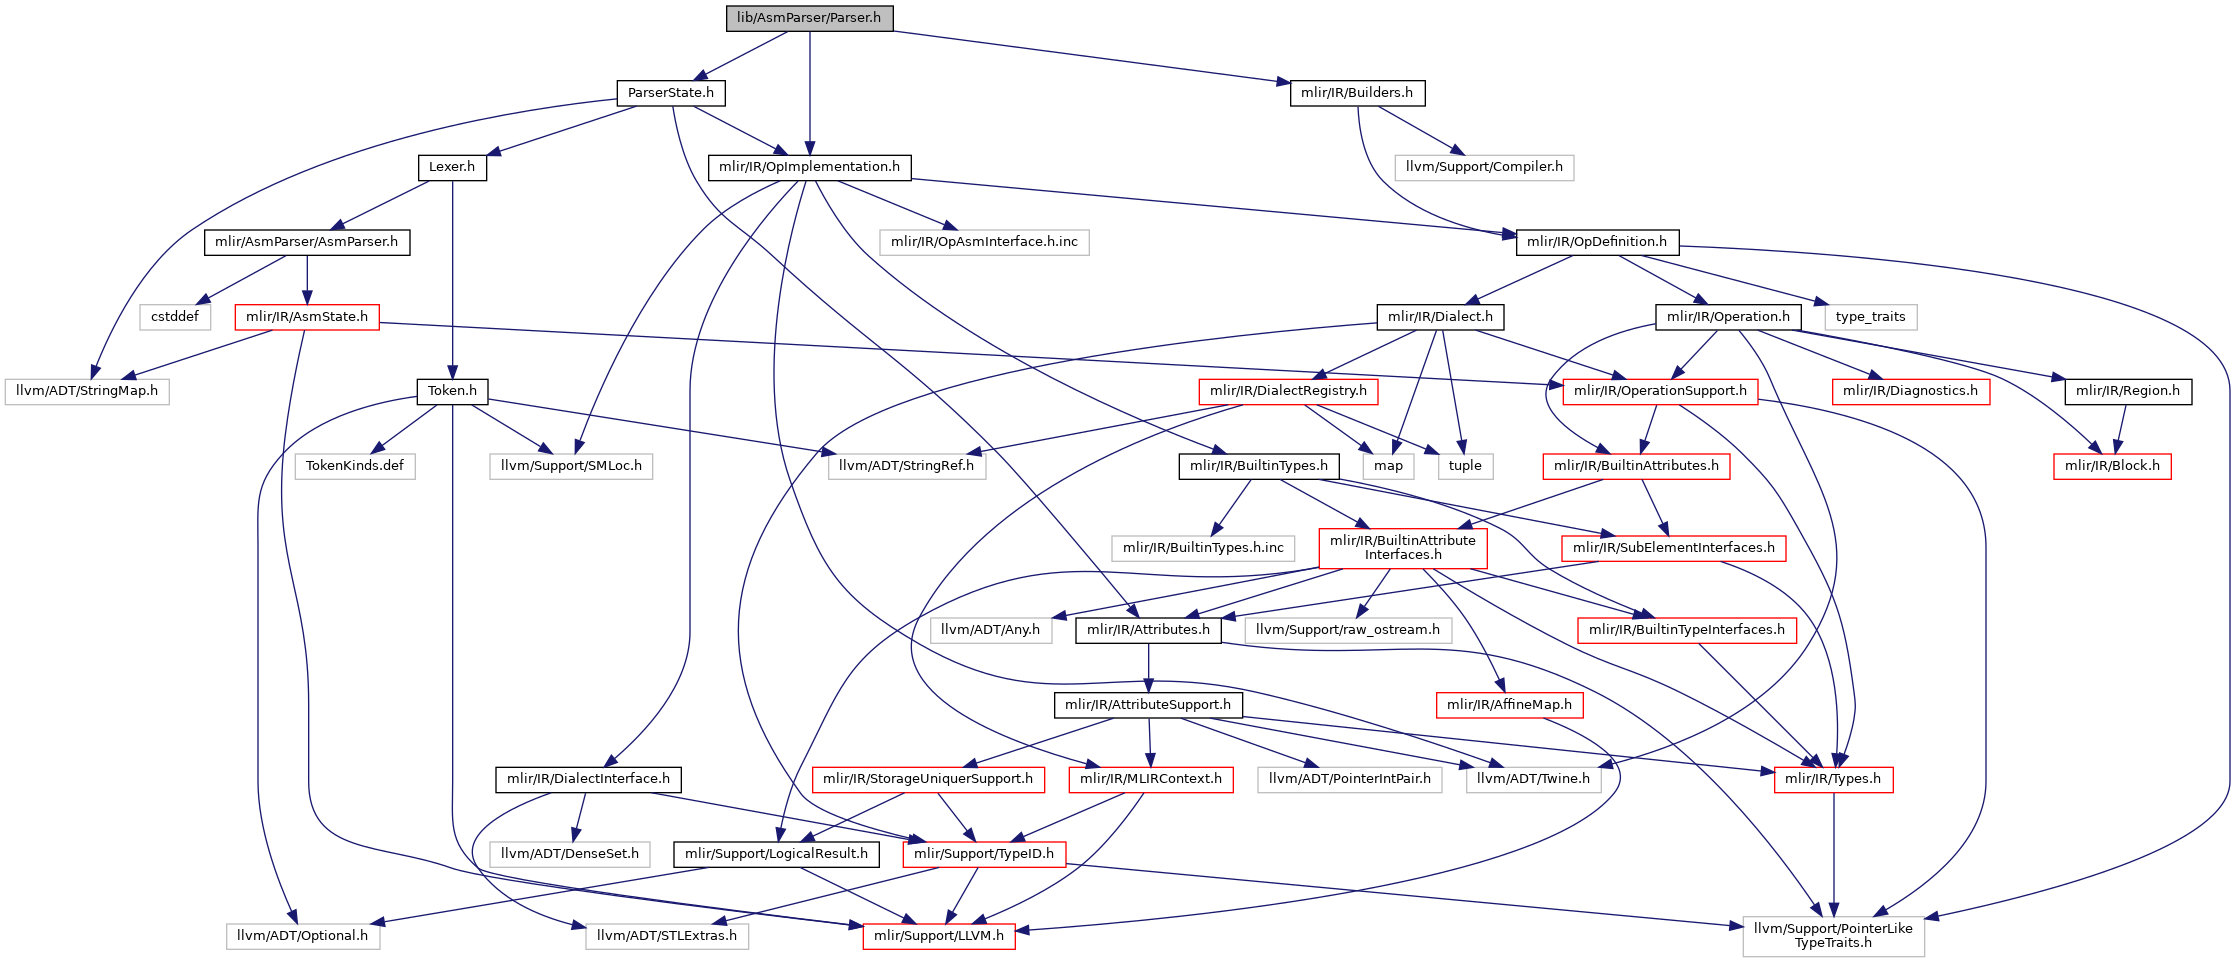 lib/AsmParser/Parser.h
ParserState.h
mlir/IR/Builders.h
Lexer.h
mlir/IR/OpImplementation.h
llvm/Support/Compiler.h
mlir/AsmParser/AsmParser.h
mlir/IR/OpAsmInterface.h.inc
mlir/IR/OpDefinition.h
cstddef
mlir/IR/AsmState.h
mlir/IR/Dialect.h
mlir/IR/Operation.h
type_traits
llvm/ADT/StringMap.h
Token.h
mlir/IR/DialectRegistry.h
mlir/IR/OperationSupport.h
mlir/IR/Diagnostics.h
mlir/IR/Region.h
TokenKinds.def
llvm/Support/SMLoc.h
llvm/ADT/StringRef.h
mlir/IR/BuiltinTypes.h
map
tuple
mlir/IR/BuiltinAttributes.h
mlir/IR/Block.h
mlir/IR/BuiltinTypes.h.inc
mlir/IR/BuiltinAttribute
Interfaces.h
mlir/IR/SubElementInterfaces.h
llvm/ADT/Any.h
mlir/IR/Attributes.h
llvm/Support/raw_ostream.h
mlir/IR/BuiltinTypeInterfaces.h
mlir/IR/AttributeSupport.h
mlir/IR/AffineMap.h
mlir/IR/DialectInterface.h
mlir/IR/StorageUniquerSupport.h
mlir/IR/MLIRContext.h
llvm/ADT/PointerIntPair.h
llvm/ADT/Twine.h
mlir/IR/Types.h
llvm/ADT/DenseSet.h
mlir/Support/LogicalResult.h
mlir/Support/TypeID.h
llvm/ADT/Optional.h
llvm/ADT/STLExtras.h
mlir/Support/LLVM.h
llvm/Support/PointerLike
TypeTraits.h